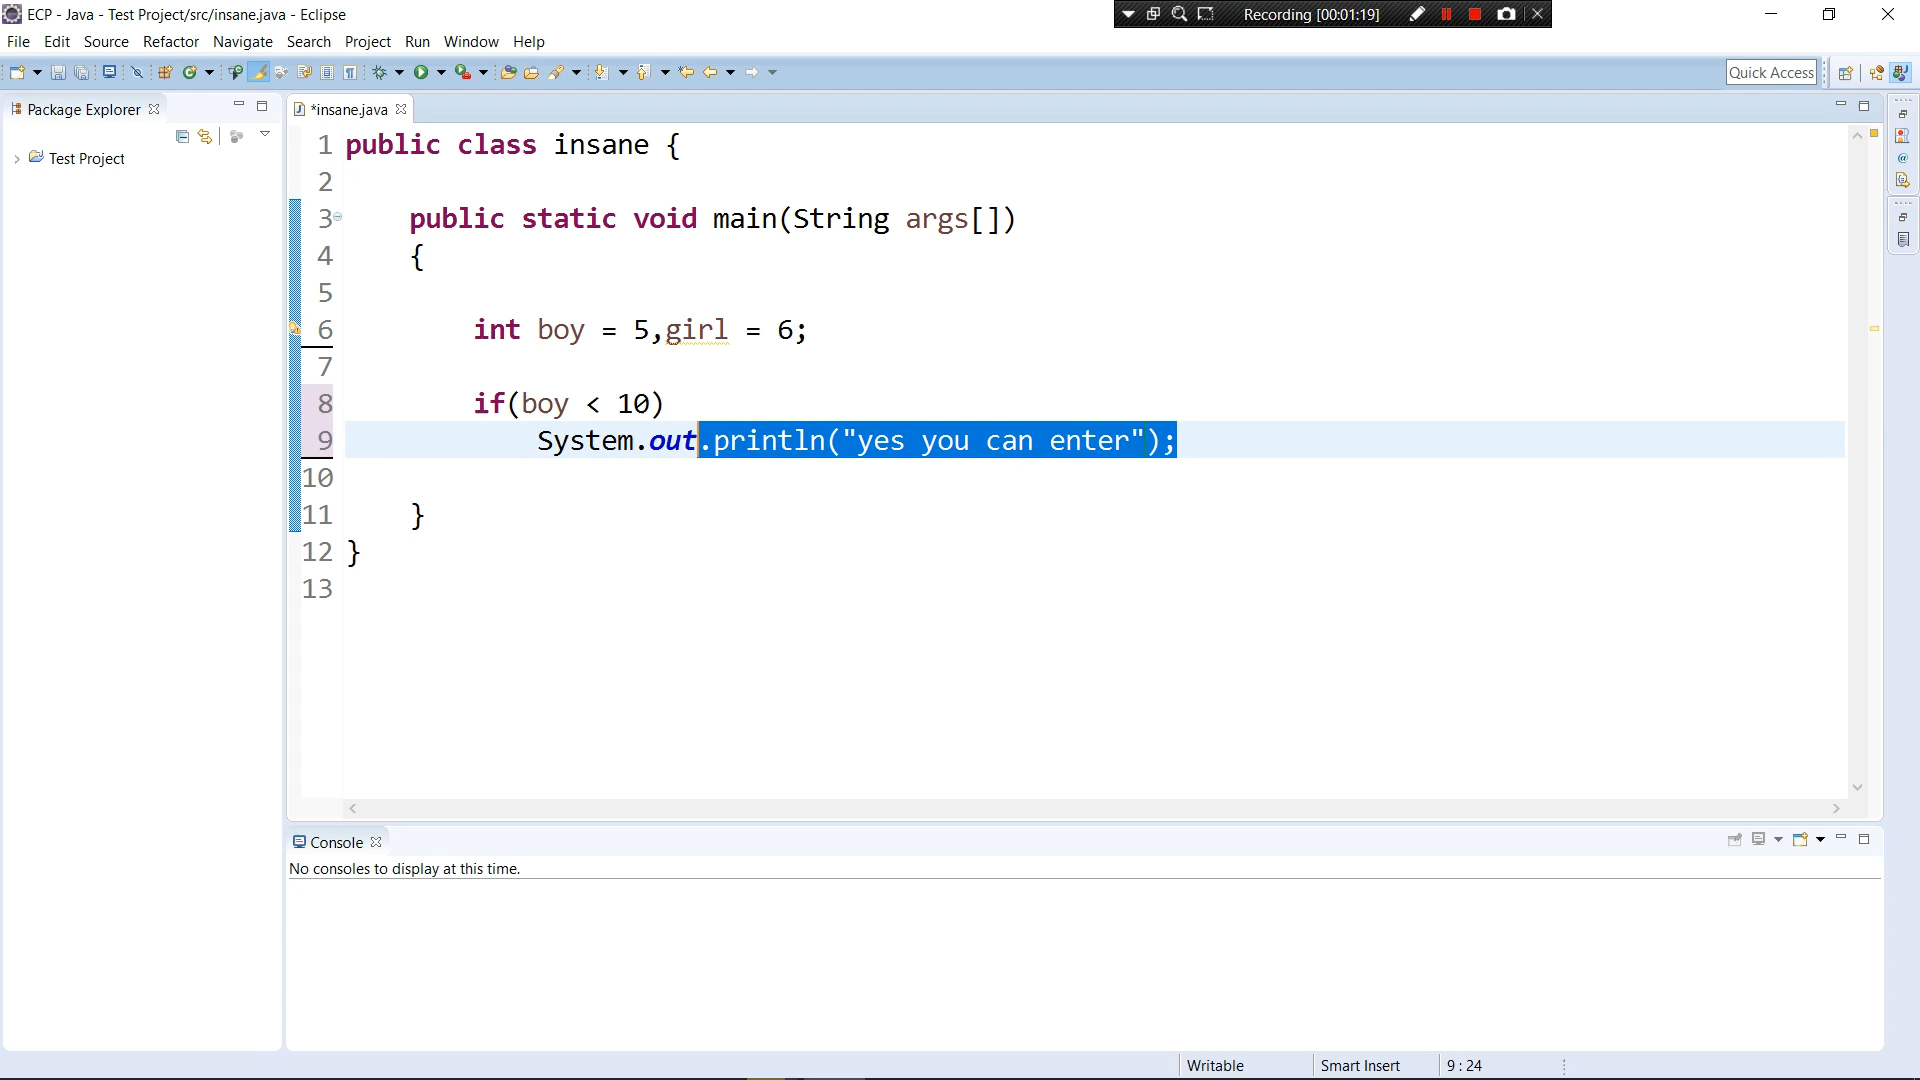 ECP - Java - Test Project/src/insane.java - Eclipse
Recording [00:01:19]
File Edit Source Refactor Navigate Search Project Run Window Help
Quick Access
Package Explorer
*insane.java
Test Project
1 public class insane {
2
3 public static void main(String args[])
4 {
5
6 int boy = 5,girl = 6;
7
8 if(boy < 10)
9 System.out.println("yes you can enter");
10
11 }
12 }
13
Console
No consoles to display at this time.
Writable Smart Insert 9 : 24